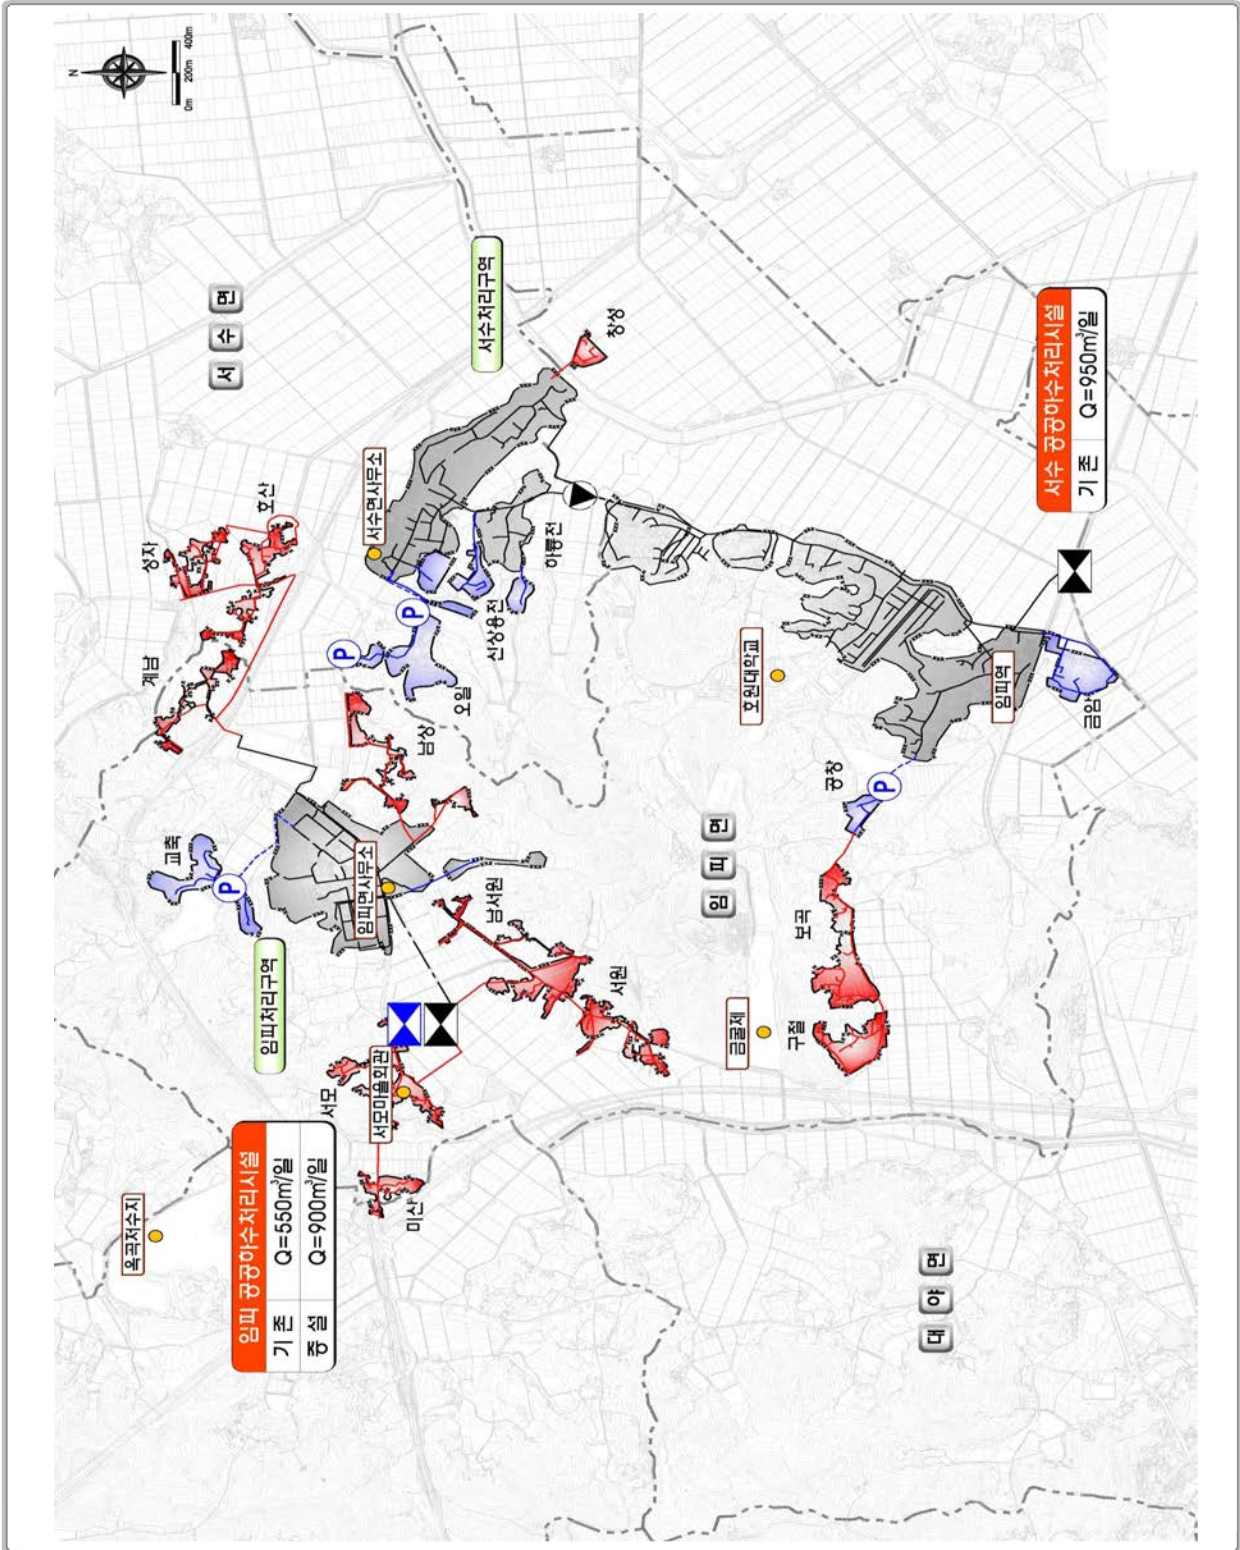 N
0m 200m 400m
옥곡저수지
성자
계남
교촉
서수면
P
임피 공공하수처리시설
기존 Q=550m³/일
증설 Q=900m³/일
호산
임피처리구역
서모
P
임피면사무소
서수면사무소
서모마을회관
P
미산
남상
오일
서수처리구역
신상용전
남서원
하룡전
창성
서원
임피면
금굴제
호원대학교
구절
보곡
공창
P
대야면
임피역
서수 공공하수처리시설
기존 Q=950m³/일
금암